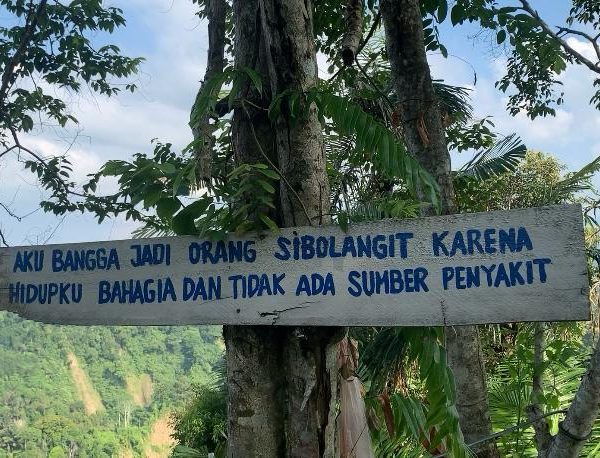 AKU BANGGA JADI ORANG SIBOLANGIT KARENA
HIDUPKU BAHAGIA DAN TIDAK ADA SUMBER PENYAKIT